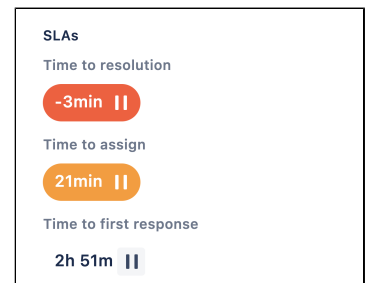 SLAs
Time to resolution
-3min
Time to assign
21min
Time to first response
2h 51m